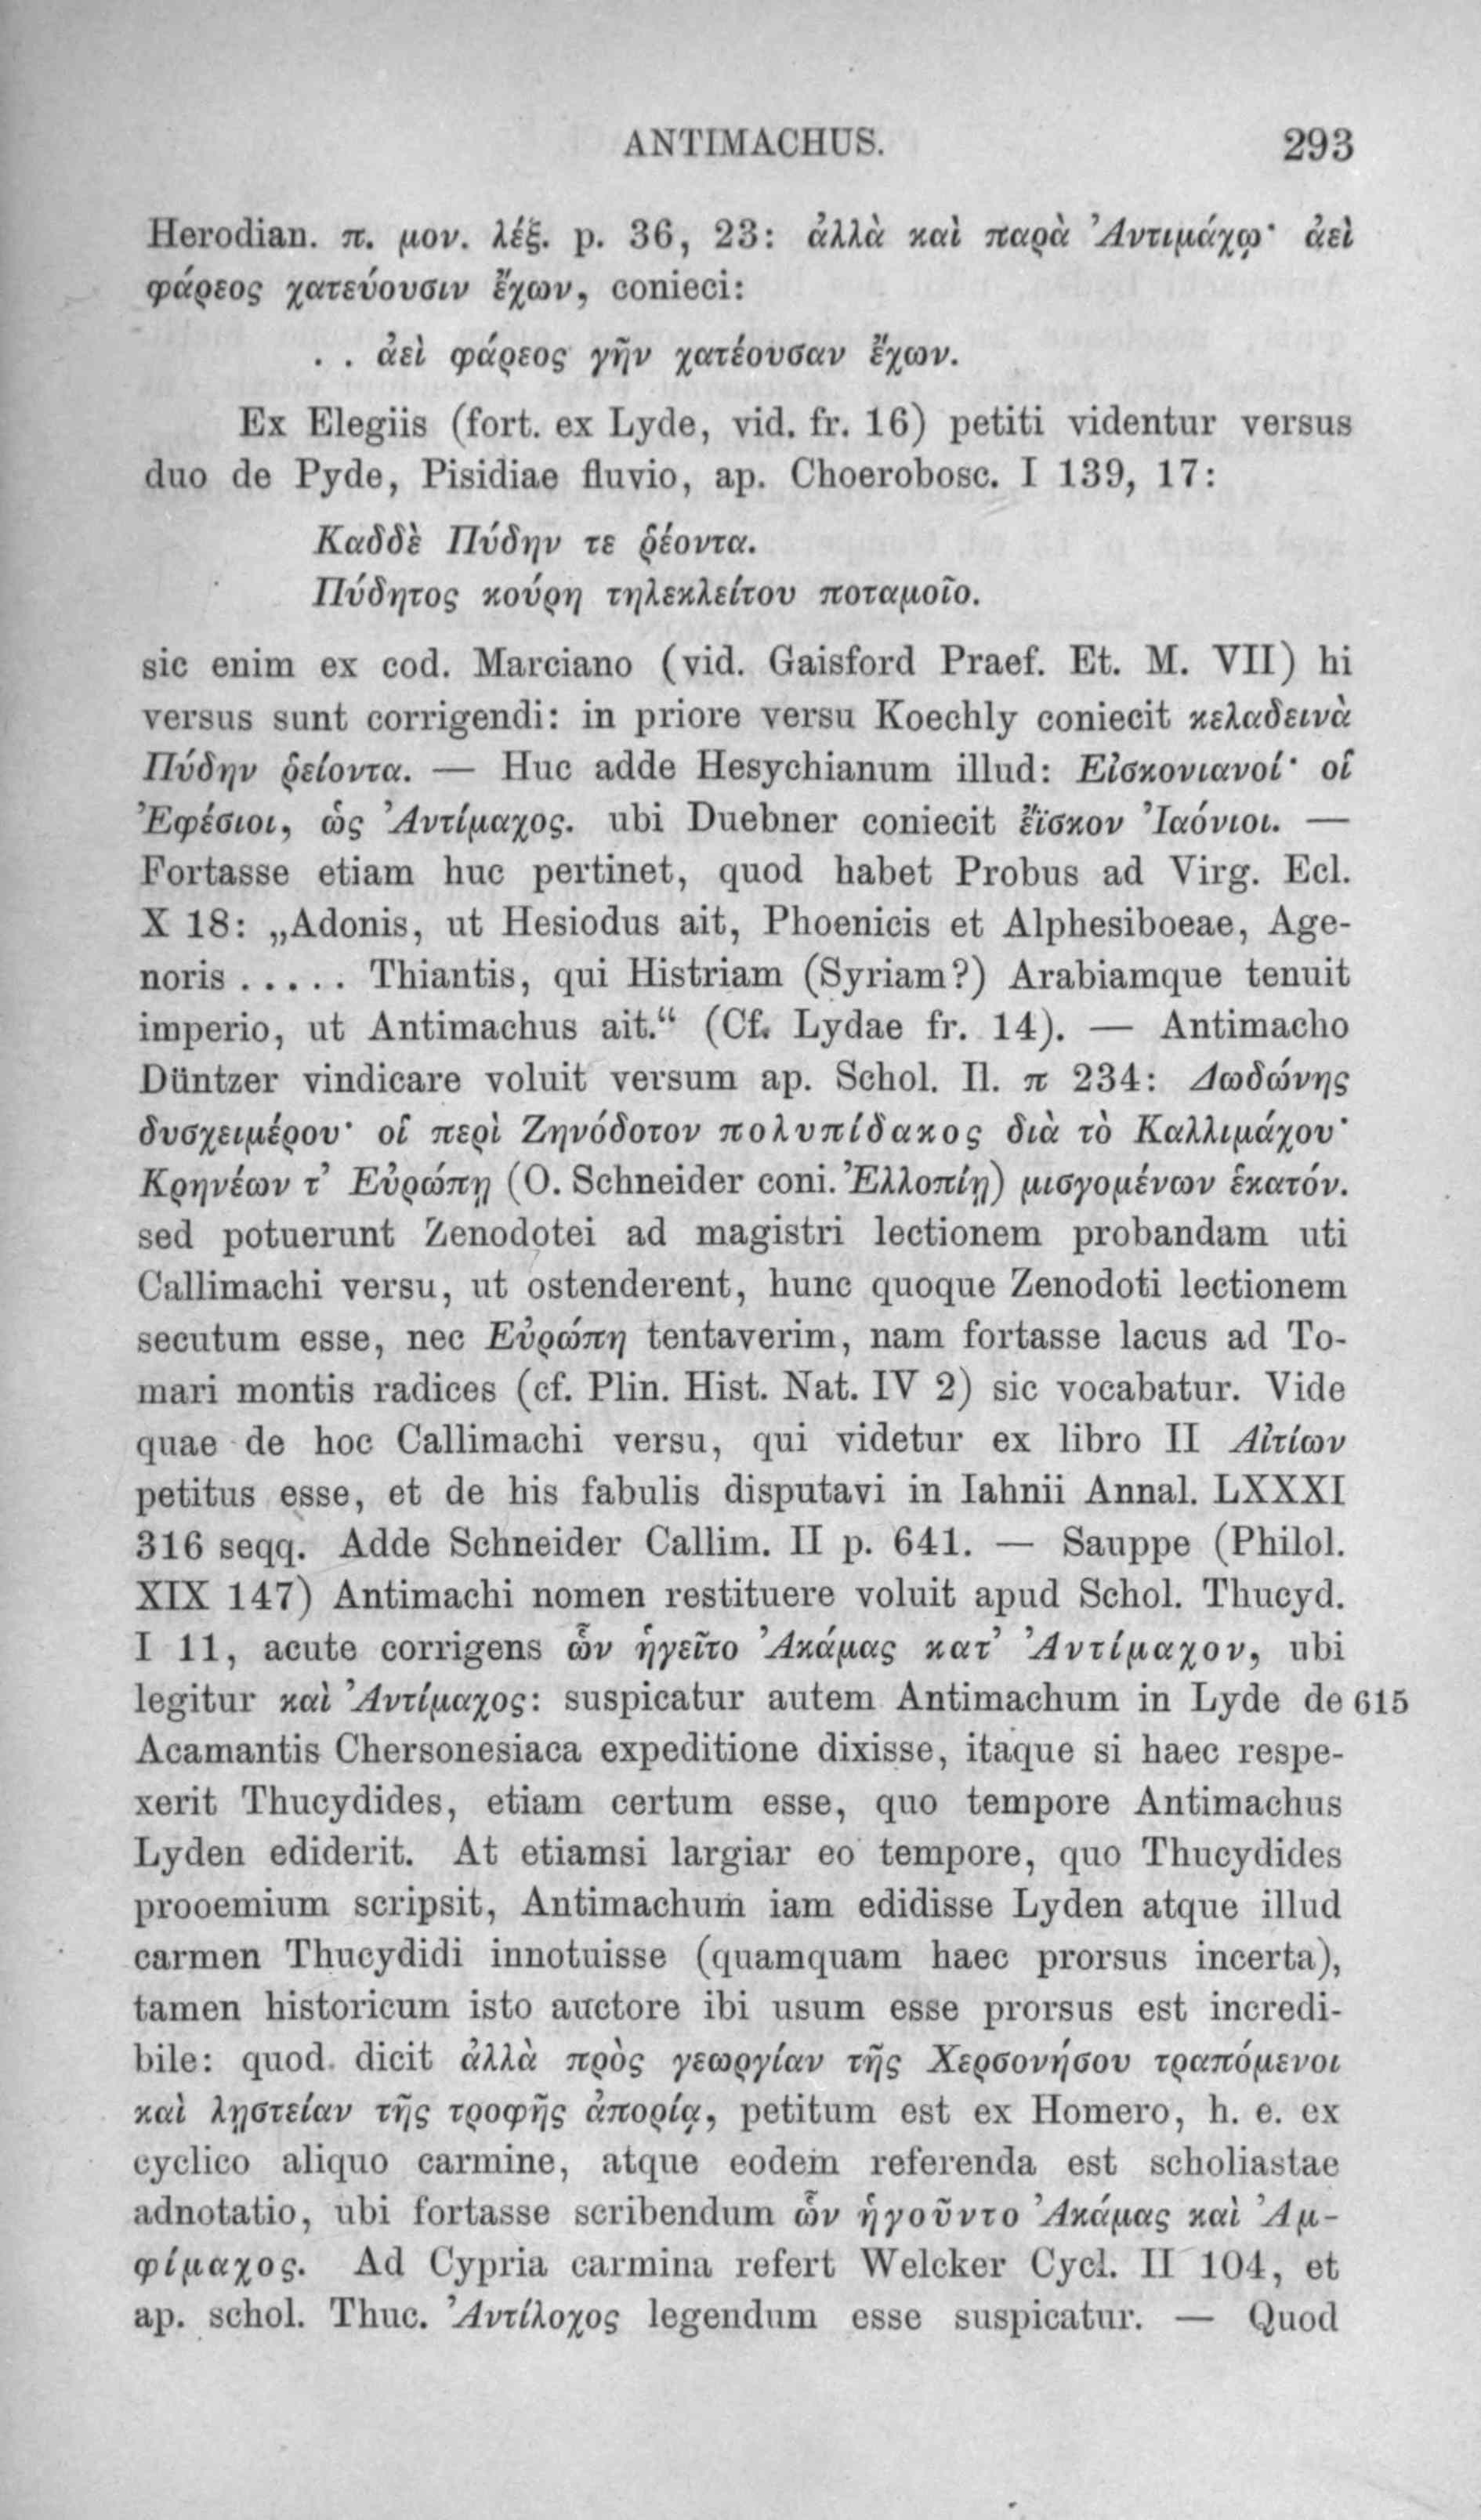 ANTIMACHUS. 293
Herodian. π. μον. λέξ. p. 36, 23: ἀλλὰ καὶ παρὰ Ἀντιμάχῳ· ἀεὶ
φάρεος χατεύουσιν ἔχων, conieci:
. . ἀεὶ φάρεος γῆν χατέουσαν ἔχων.
Ex Elegiis (fort. ex Lyde, vid. fr. 16) petiti videntur versus
duo de Pyde, Pisidiae fluvio, ap. Choerobosc. I 139, 17:
Καδδὲ Πύδην τε ῥέοντα.
Πύδητος κούρη τηλεκλείτου ποταμοῖο.
sic enim ex cod. Marciano (vid. Gaisford Praef. Et. M. VII) hi
versus sunt corrigendi: in priore versu Koechly coniecit κελαδεινὰ
Πύδην ῥείοντα. — Huc adde Hesychianum illud: Εἰσκονιανοί· οἱ
Ἐφέσιοι, ὡς Ἀντίμαχος. ubi Duebner coniecit ἔϊσκον Ἰαόνιοι. —
Fortasse etiam huc pertinet, quod habet Probus ad Virg. Ecl.
X 18: „Adonis, ut Hesiodus ait, Phoenicis et Alphesiboeae, Age-
noris . . . . . Thiantis, qui Histriam (Syriam?) Arabiamque tenuit
imperio, ut Antimachus ait.“ (Cf. Lydae fr. 14). — Antimacho
Düntzer vindicare voluit versum ap. Schol. Il. π 234: Δωδώνης
δυσχειμέρου· οἱ περὶ Ζηνόδοτον πολυπίδακος διὰ τὸ Καλλιμάχου·
Κρηνέων τ’ Εὐρώπη (O. Schneider coni. Ἐλλοπίη) μισγομένων ἑκατόν.
sed potuerunt Zenodotei ad magistri lectionem probandam uti
Callimachi versu, ut ostenderent, hunc quoque Zenodoti lectionem
secutum esse, nec Εὐρώπη tentaverim, nam fortasse lacus ad To-
mari montis radices (cf. Plin. Hist. Nat. IV 2) sic vocabatur. Vide
quae de hoc Callimachi versu, qui videtur ex libro II Αἰτίων
petitus esse, et de his fabulis disputavi in Iahnii Annal. LXXXI
316 seqq. Adde Schneider Callim. II p. 641. — Sauppe (Philol.
XIX 147) Antimachi nomen restituere voluit apud Schol. Thucyd.
I 11, acute corrigens ὧν ἡγεῖτο Ἀκάμας κατ’ Ἀντίμαχον, ubi
legitur καὶ Ἀντίμαχος: suspicatur autem Antimachum in Lyde de 615
Acamantis Chersonesiaca expeditione dixisse, itaque si haec respe-
xerit Thucydides, etiam certum esse, quo tempore Antimachus
Lyden ediderit. At etiamsi largiar eo tempore, quo Thucydides
prooemium scripsit, Antimachum iam edidisse Lyden atque illud
carmen Thucydidi innotuisse (quamquam haec prorsus incerta),
tamen historicum isto auctore ibi usum esse prorsus est incredi-
bile: quod dicit ἀλλὰ πρὸς γεωργίαν τῆς Χερσονήσου τραπόμενοι
καὶ λῃστείαν τῆς τροφῆς ἀπορίᾳ, petitum est ex Homero, h. e. ex
cyclico aliquo carmine, atque eodem referenda est scholiastae
adnotatio, ubi fortasse scribendum ὧν ἡγοῦντο Ἀκάμας καὶ Ἀμ-
φίμαχος. Ad Cypria carmina refert Welcker Cycl. II 104, et
ap. schol. Thuc. Ἀντίλοχος legendum esse suspicatur. — Quod